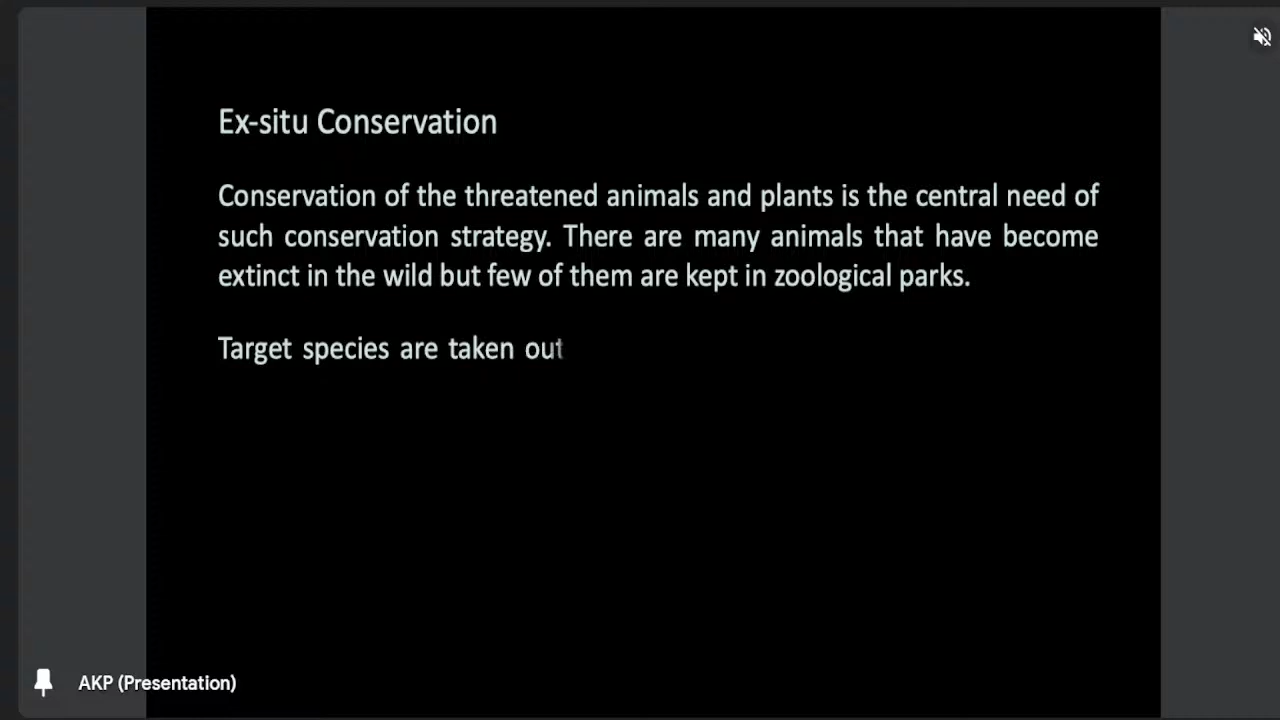 Ex-situ Conservation
Conservation of the threatened animals and plants is the central need of
such conservation strategy. There are many animals that have become
extinct in the wild but few of them are kept in zoological parks.
Target species are taken out
AKP (Presentation)